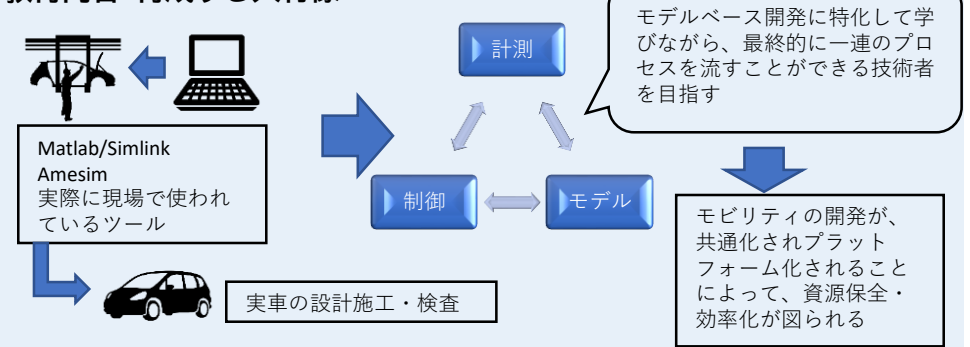 モデルベース開発に特化して学
びながら、最終的に一連のプロ
セスを流すことができる技術者
を目指す
計測
制御
モデル
Matlab/Simlink
Amesim
実際に現場で使われ
ているツール
実車の設計施工・検査
モビリティの開発が、
共通化されプラット
フォーム化されること
によって、資源保全・
効率化が図られる